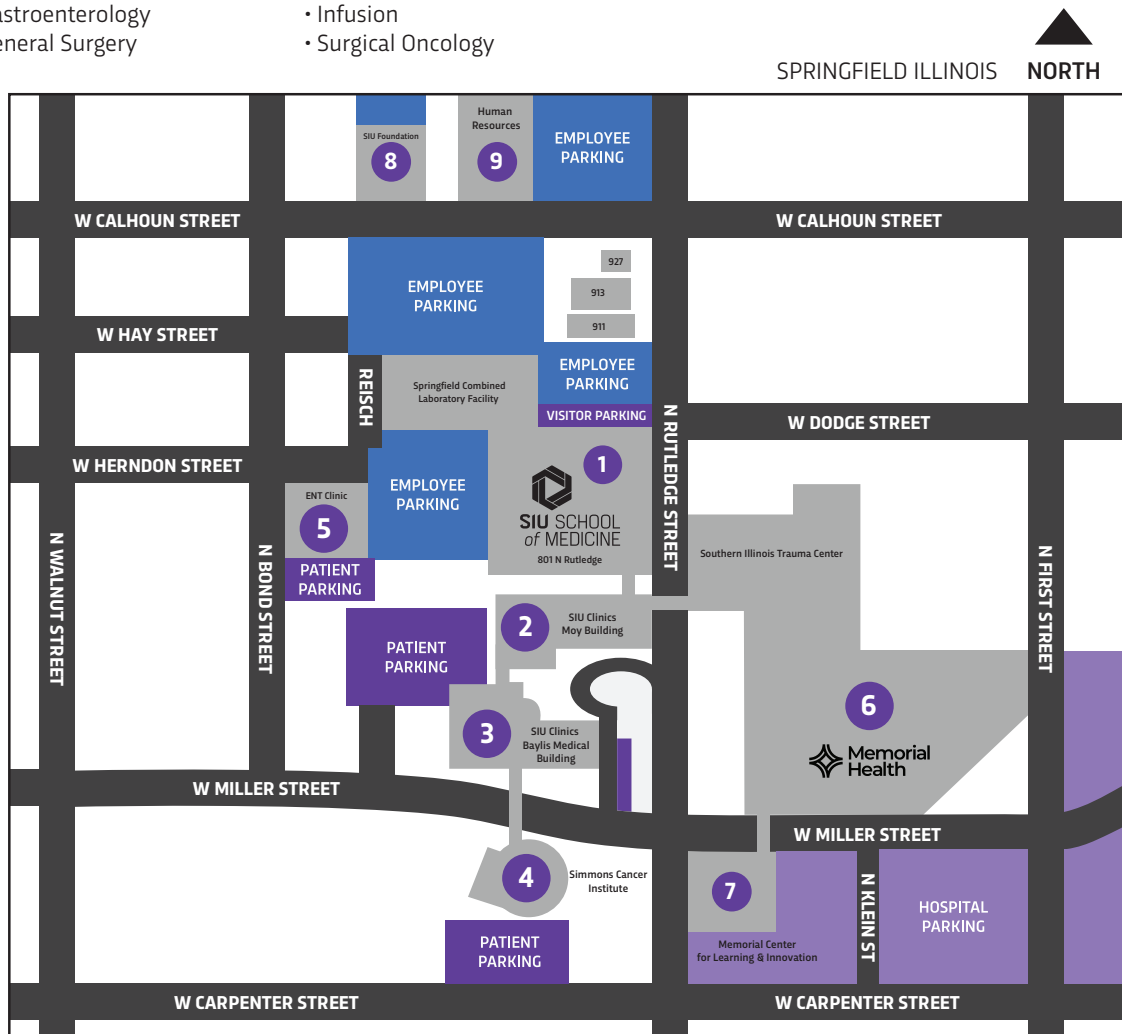 astroenterology
eneral Surgery
• Infusion
• Surgical Oncology
SPRINGFIELD ILLINOIS NORTH
SIU Foundation
8
Human
Resources
9
EMPLOYEE
PARKING
W CALHOUN STREET
W CALHOUN STREET
EMPLOYEE
PARKING
927
913
911
W HAY STREET
REISCH
Springfield Combined
Laboratory Facility
EMPLOYEE
PARKING
VISITOR PARKING
N RUTLEDGE STREET
W DODGE STREET
W HERNDON STREET
EMPLOYEE
PARKING
1
SIU SCHOOL
of MEDICINE
801 N Rutledge
ENT Clinic
5
PATIENT
PARKING
N WALNUT STREET
N BOND STREET
Southern Illinois Trauma Center
N FIRST STREET
2
SIU Clinics
Moy Building
PATIENT
PARKING
3
SIU Clinics
Baylis Medical
Building
6
Memorial
Health
W MILLER STREET
W MILLER STREET
4
Simmons Cancer
Institute
7
Memorial Center
for Learning & Innovation
N KLEIN ST
HOSPITAL
PARKING
PATIENT
PARKING
W CARPENTER STREET
W CARPENTER STREET